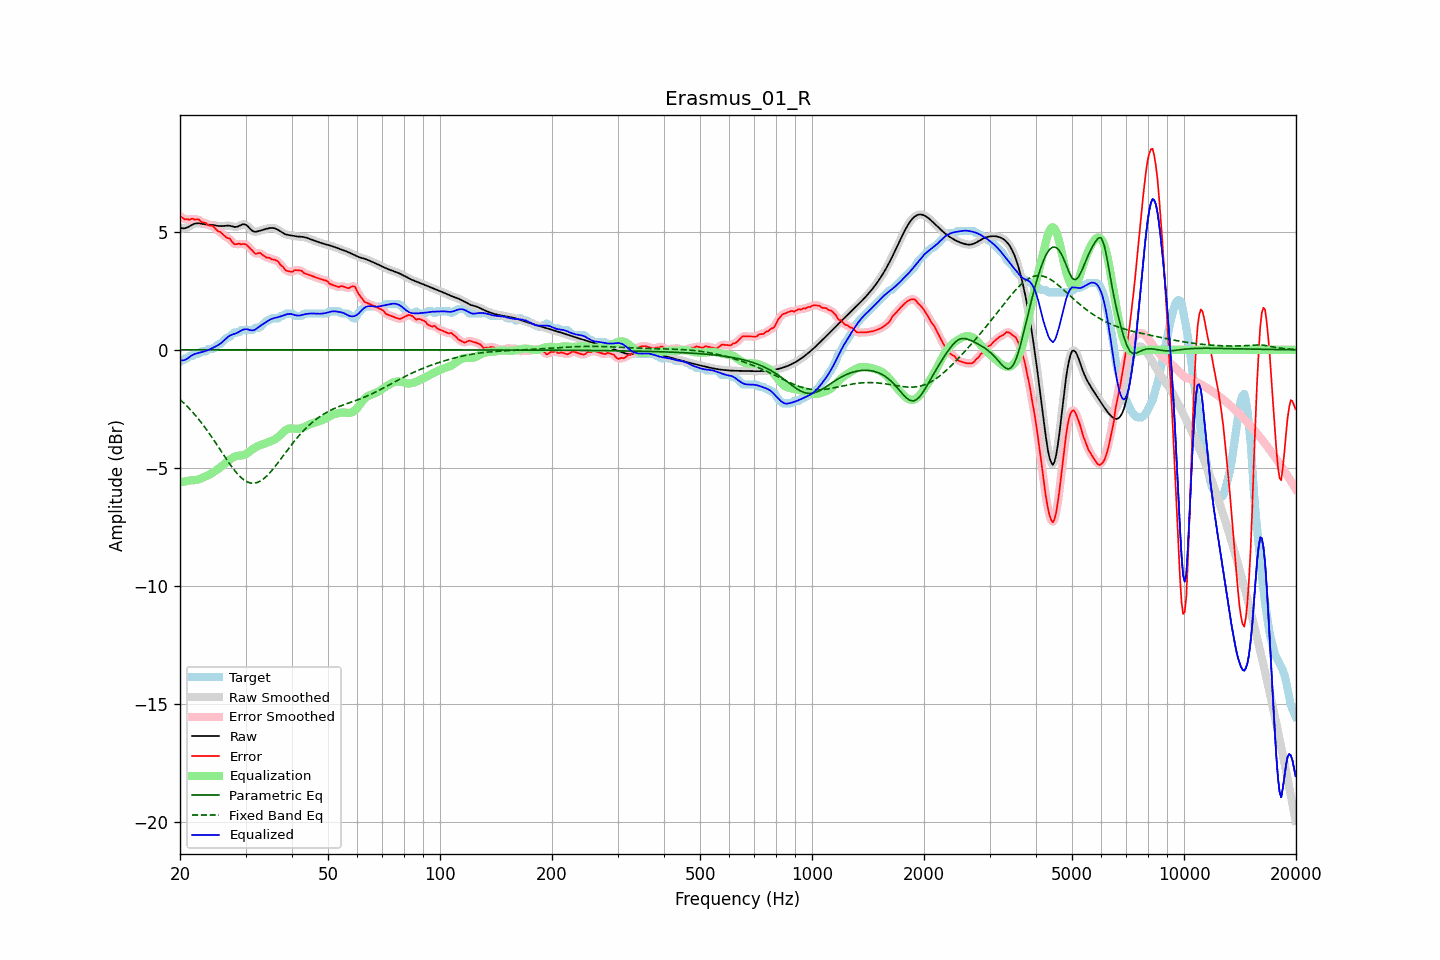 Erasmus_01_R
Amplitude (dBr)
5
0
−5
−10
−15
−20
Target
Raw Smoothed
Error Smoothed
Raw
Error
Equalization
Parametric Eq
Fixed Band Eq
Equalized
20
50
100
200
500
1000
2000
5000
10000
20000
Frequency (Hz)